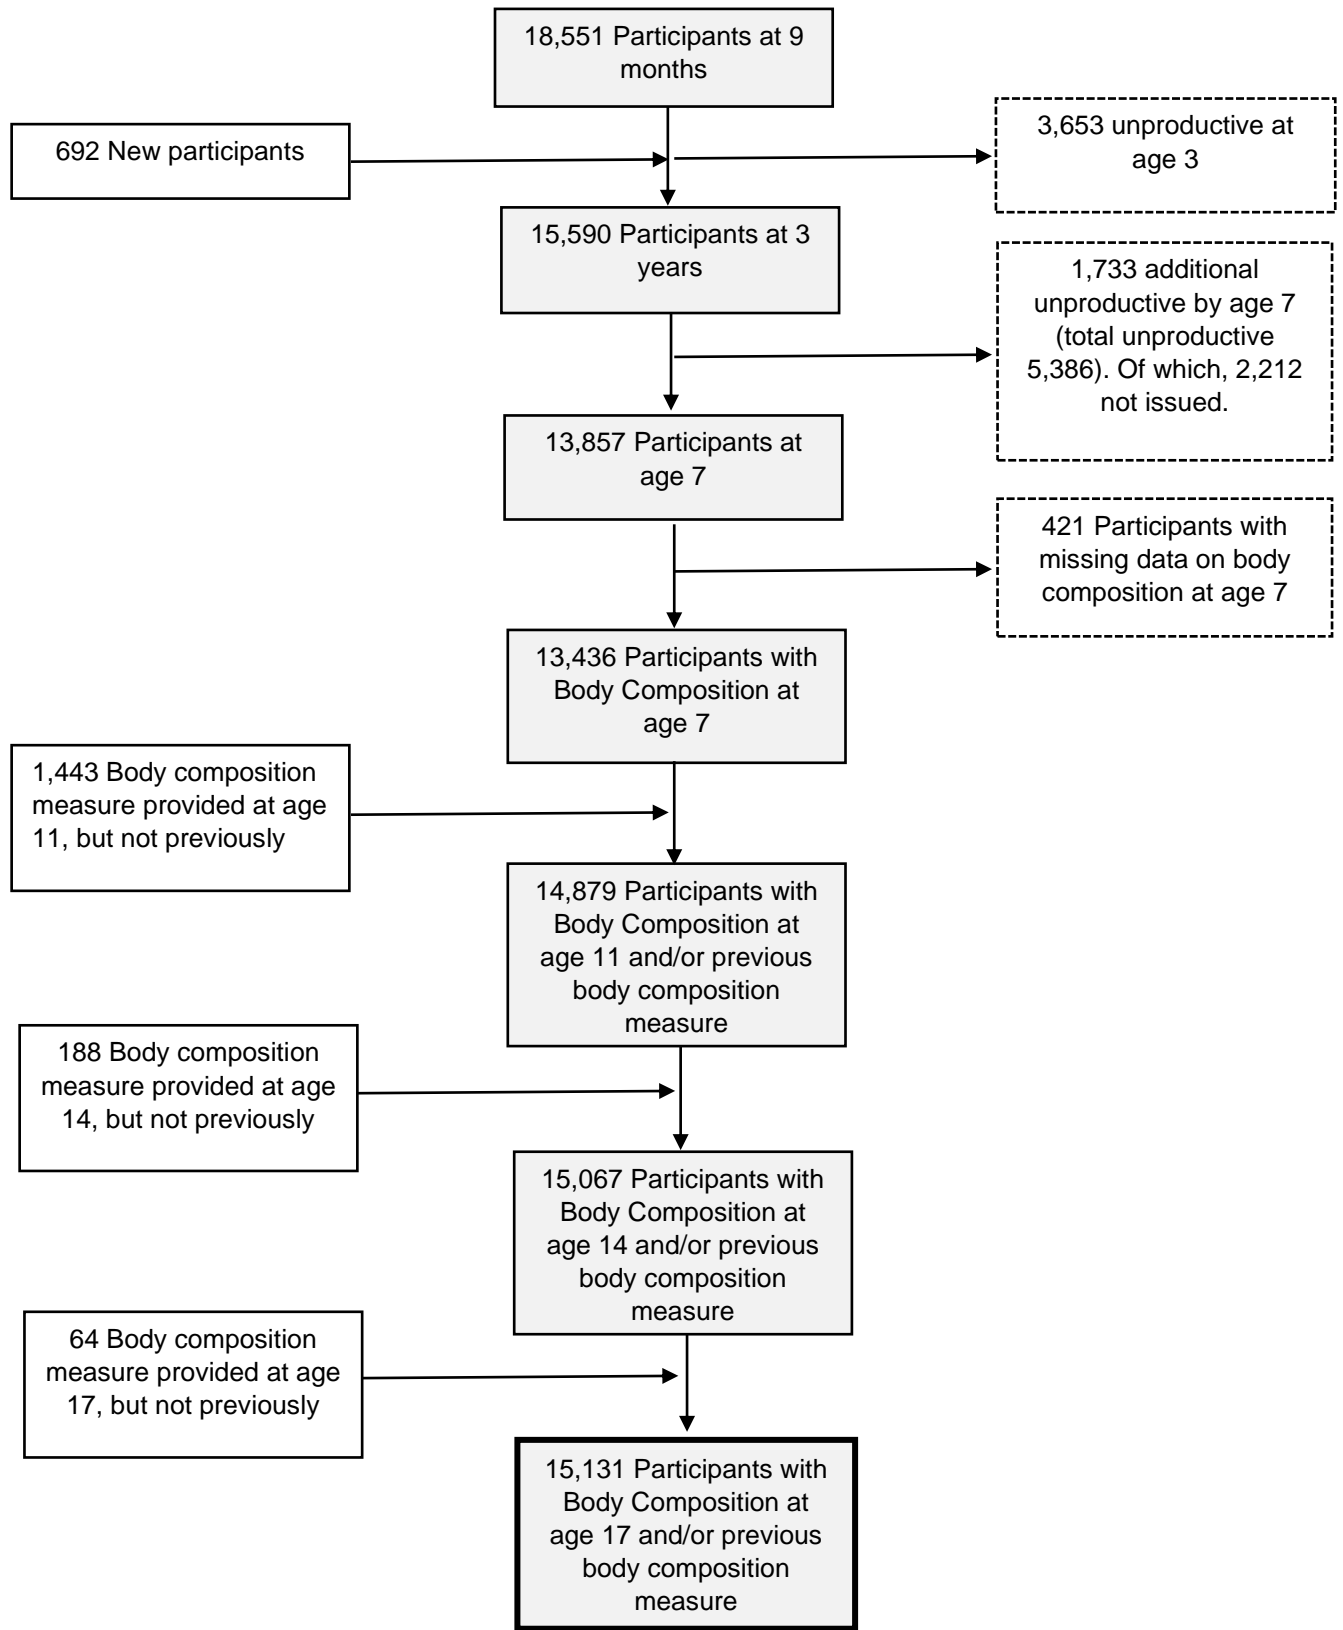 18,551 Participants at 9
months
692 New participants
3,653 unproductive at
age 3
15,590 Participants at 3
years
1,733 additional
unproductive by age 7
(total unproductive
5,386). Of which, 2,212
not issued.
13,857 Participants at
age 7
421 Participants with
missing data on body
composition at age 7
13,436 Participants with
Body Composition at
age 7
1,443 Body composition
measure provided at age
11, but not previously
14,879 Participants with
Body Composition at
age 11 and/or previous
body composition
measure
188 Body composition
measure provided at age
14, but not previously
15,067 Participants with
Body Composition at
age 14 and/or previous
body composition
measure
64 Body composition
measure provided at age
17, but not previously
15,131 Participants with
Body Composition at
age 17 and/or previous
body composition
measure